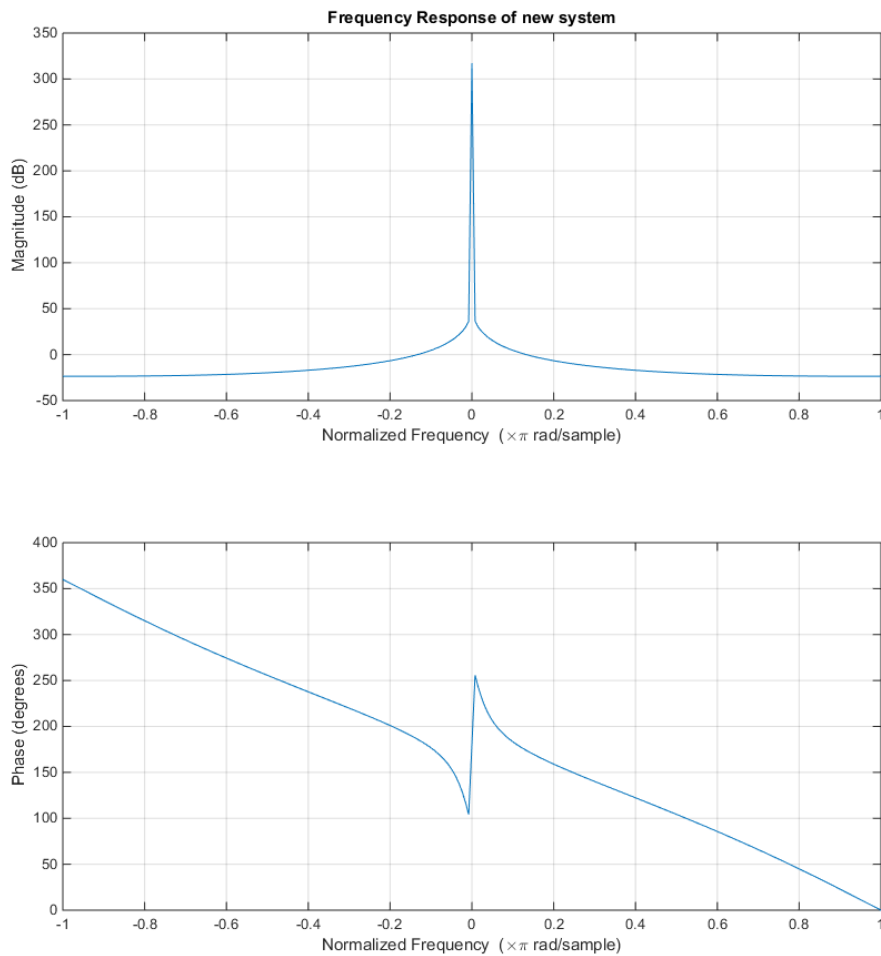 Frequency Response of new system
350
300
250
200
150
100
50
0
-50
Magnitude (dB)
-1 -0.8 -0.6 -0.4 -0.2 0 0.2 0.4 0.6 0.8 1
Normalized Frequency (×π rad/sample)
400
350
300
250
200
150
100
50
0
Phase (degrees)
-1 -0.8 -0.6 -0.4 -0.2 0 0.2 0.4 0.6 0.8 1
Normalized Frequency (×π rad/sample)